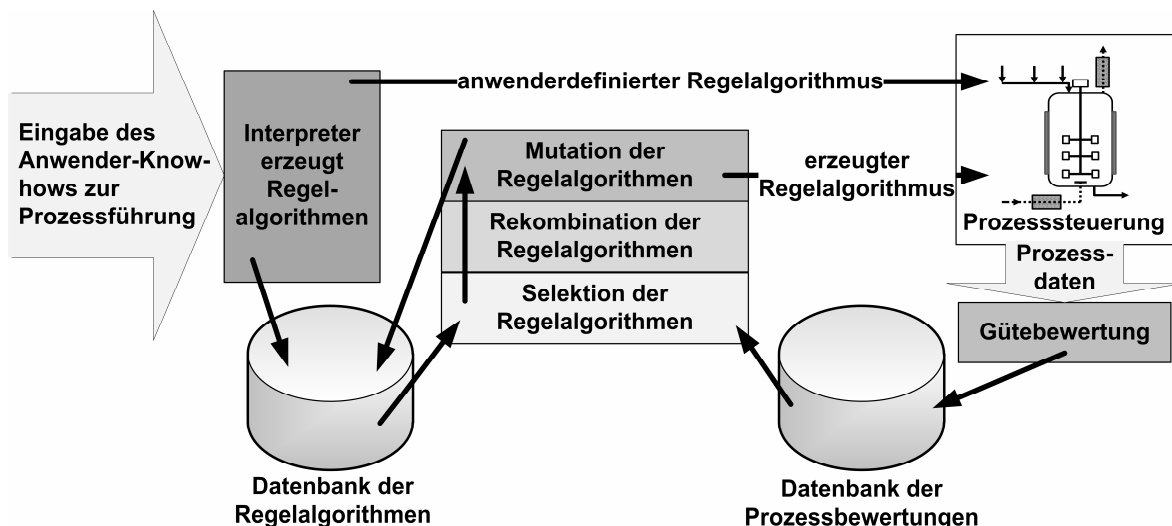 Eingabe des
Anwender-Know-
hows zur
Prozessführung
Interpreter
erzeugt
Regel-
algorithmen
anwenderdefinierter Regelalgorithmus
Mutation der
Regelalgorithmen
Rekombination der
Regelalgorithmen
Selektion der
Regelalgorithmen
erzeugter
Regelalgorithmus
Prozesssteuerung
Prozess-
daten
Gütebewertung
Datenbank der
Regelalgorithmen
Datenbank der
Prozessbewertungen